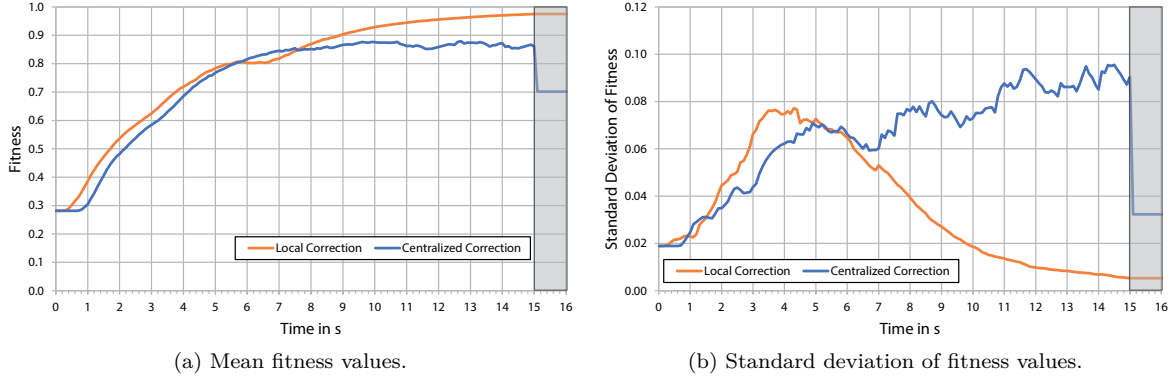 1.0
0.9
0.8
0.7
0.6
0.5
0.4
0.3
0.2
0.1
0.0
Fitness
Local Correction Centralized Correction
0 1 2 3 4 5 6 7 8 9 10 11 12 13 14 15 16
Time in s
(a) Mean fitness values.
0.12
0.10
0.08
0.06
0.04
0.02
0.00
Standard Deviation of Fitness
Local Correction Centralized Correction
0 1 2 3 4 5 6 7 8 9 10 11 12 13 14 15 16
Time in s
(b) Standard deviation of fitness values.